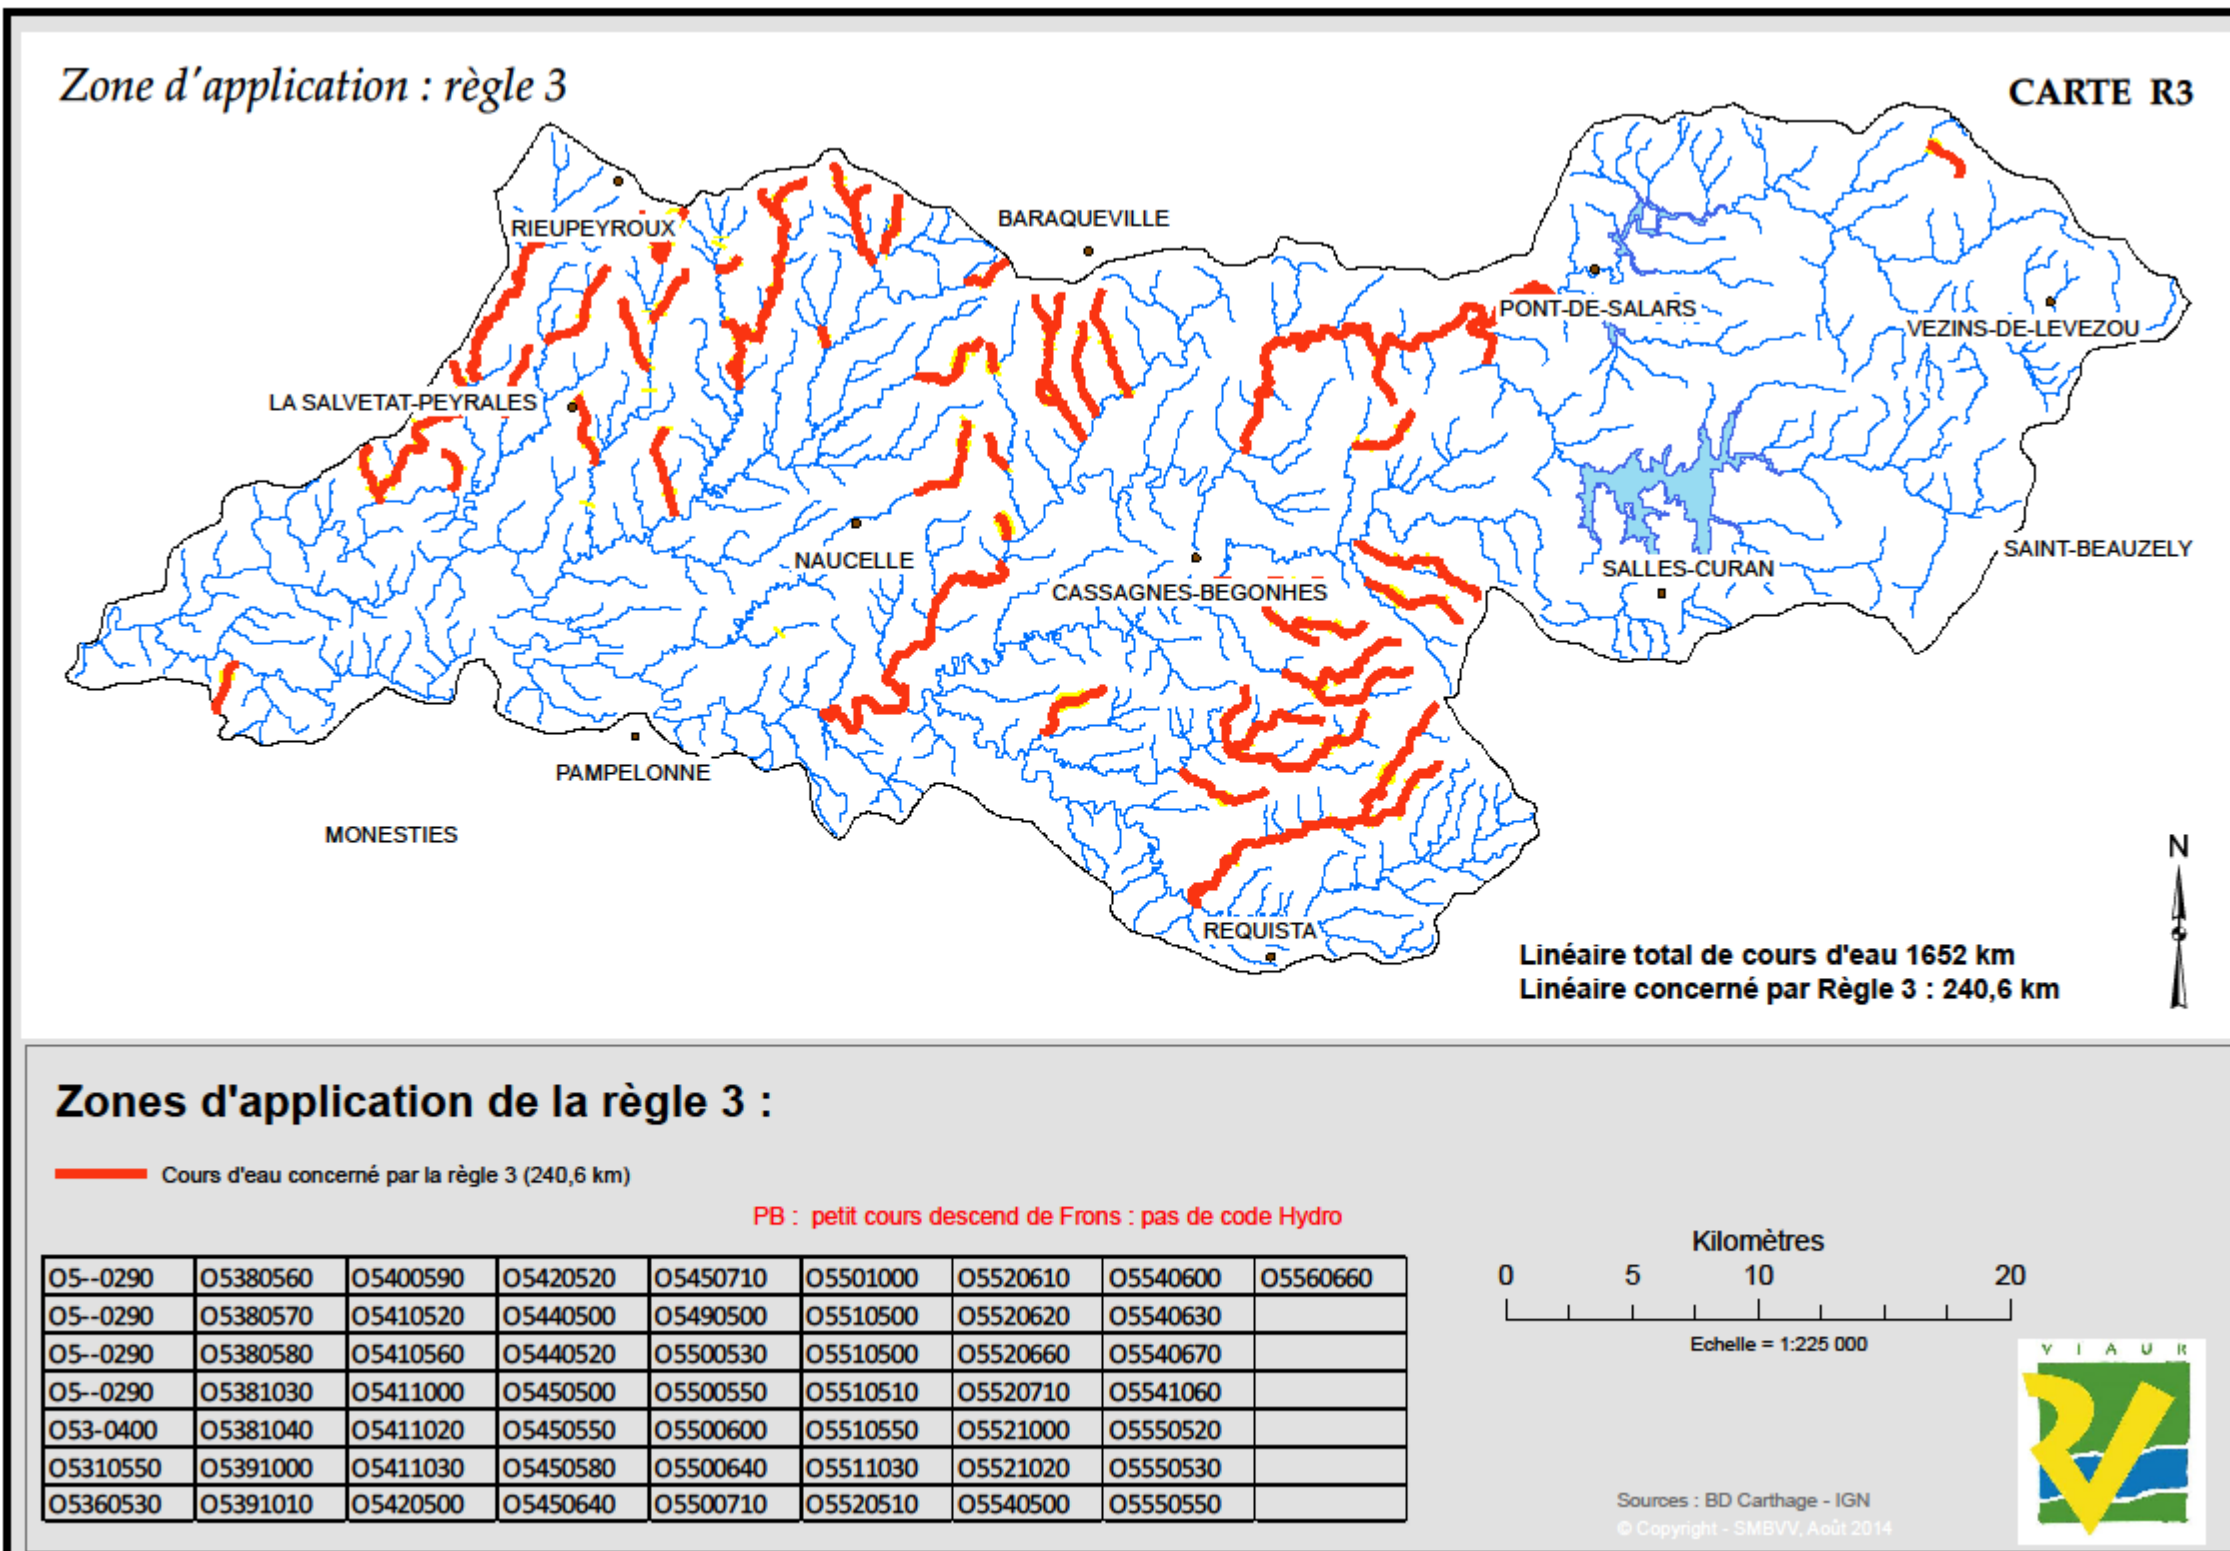 Zone d'application : règle 3
CARTE R3
RIEUPEYROUX
BARAQUEVILLE
PONT-DE-SALARS
VEZINS-DE-LEVEZOU
LA SALVETAT-PEYRALES
NAUCELLE
CASSAGNES-BEGONHES
SALLES-CURAN
SAINT-BEAUZELY
PAMPELONNE
MONESTIES
REQUISTA
N
Linéaire total de cours d'eau 1652 km
Linéaire concerné par Règle 3 : 240,6 km
Zones d'application de la règle 3 :
Cours d'eau concerné par la règle 3 (240,6 km)
PB : petit cours descend de Frons : pas de code Hydro
O5--0290 O5380560 O5400590 O5420520 O5450710 O5501000 O5520610 O5540600 O5560660
O5--0290 O5380570 O5410520 O5440500 O5490500 O5510500 O5520620 O5540630
O5--0290 O5380580 O5410560 O5440520 O5500530 O5510500 O5520660 O5540670
O5--0290 O5381030 O5411000 O5450500 O5500550 O5510510 O5520710 O5541060
O53-0400 O5381040 O5411020 O5450550 O5500600 O5510550 O5521000 O5550520
O5310550 O5391000 O5411030 O5450580 O5500640 O5511030 O5521020 O5550530
O5360530 O5391010 O5420500 O5450640 O5500710 O5520510 O5540500 O5550550
Kilomètres
0 5 10 20
Echelle = 1:225 000
VIAUR
Sources : BD Carthage - IGN
© Copyright - SMBVV, Août 2014